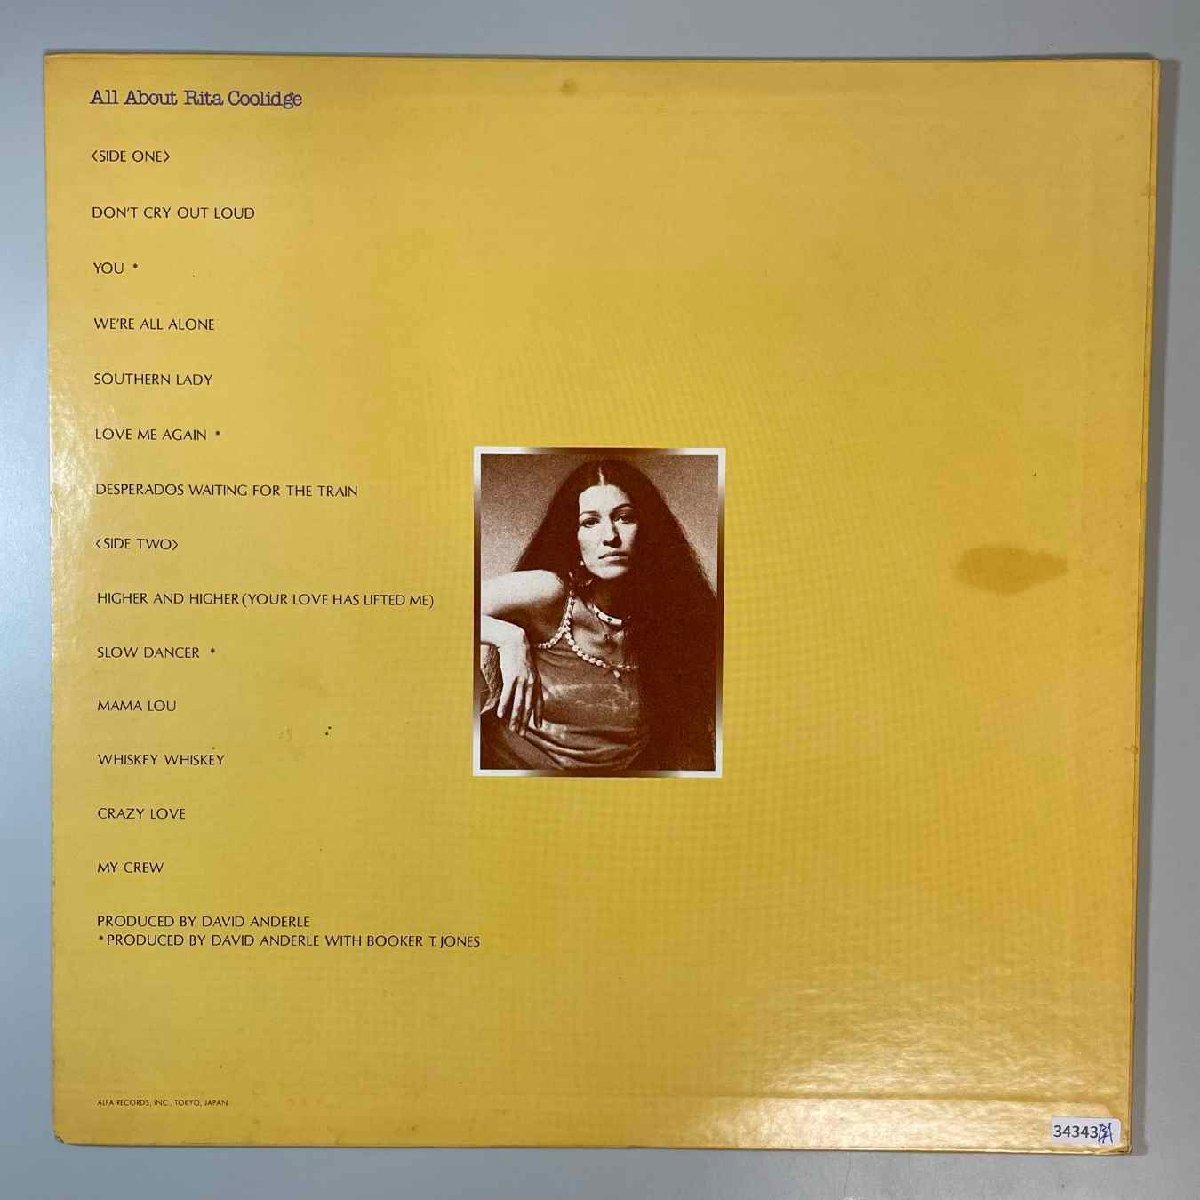 All About Rita Coolidge
<SIDE ONE>
DON'T CRY OUT LOUD
YOU *
WE'RE ALL ALONE
SOUTHERN LADY
LOVE ME AGAIN *
DESPERADOS WAITING FOR THE TRAIN
<SIDE TWO>
HIGHER AND HIGHER (YOUR LOVE HAS LIFTED ME)
SLOW DANCER *
MAMA LOU
WHISKEY WHISKEY
CRAZY LOVE
MY CREW
PRODUCED BY DAVID ANDERLE
* PRODUCED BY DAVID ANDERLE WITH BOOKER T. JONES
ALFA RECORDS, INC., TOKYO, JAPAN
34343